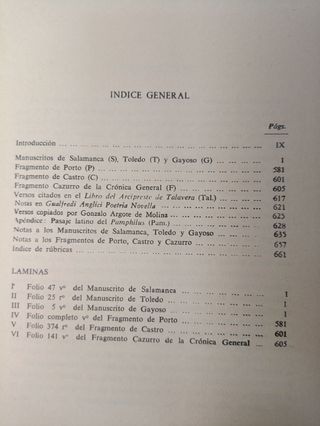 INDICE GENERAL
Págs.
Introducción ... IX
Manuscritos de Salamanca (S), Toledo (T) y Gayoso (G) ... 1
Fragmento de Porto (P) ... 581
Fragmento de Castro (C) ... 601
Fragmento Cazurro de la Crónica General (F) ... 605
Versos citados en el Libro del Arcipreste de Talavera (TaL) ... 617
Notas en Gualfredi Anglici Poetria Novella ... 621
Versos copiados por Gonzalo Argote de Molina ... 625
Apéndice: Pasaje latino del Pamphilus (Pam.) ... 628
Notas a los Manuscritos de Salamanca, Toledo y Gayoso ... 635
Notas a los Fragmentos de Porto, Castro y Cazurro ... 657
Indice de rúbricas ... 661
LAMINAS
I Folio 47 vº del Manuscrito de Salamanca ... 1
II Folio 25 rº del Manuscrito de Toledo ... 1
III Folio 5 vº del Manuscrito de Gayoso ... 1
IV Folio completo vº del Fragmento de Porto ... 581
V Folio 374 rº del Fragmento de Castro ... 601
VI Folio 141 vº del Fragmento Cazurro de la Crónica General ... 605